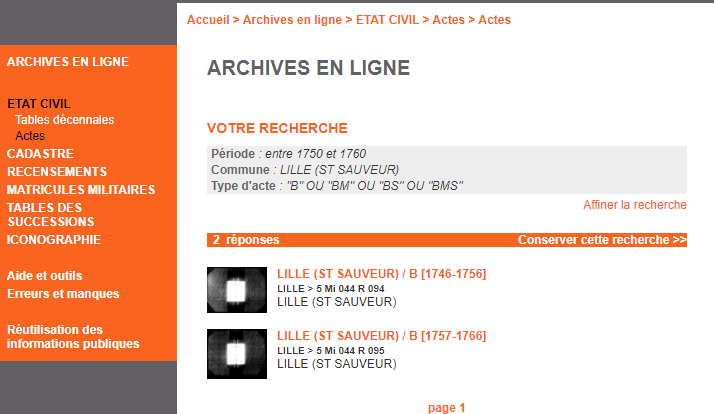 Accueil > Archives en ligne > ETAT CIVIL > Actes > Actes
ARCHIVES EN LIGNE
ETAT CIVIL
Tables décennales
Actes
CADASTRE
RECENSEMENTS
MATRICULES MILITAIRES
TABLES DES
SUCCESSIONS
ICONOGRAPHIE
Aide et outils
Erreurs et manques
Réutilisation des
informations publiques
ARCHIVES EN LIGNE
VOTRE RECHERCHE
Période : entre 1750 et 1760
Commune : LILLE (ST SAUVEUR)
Type d'acte : "B" OU "BM" OU "BS" OU "BMS"
Affiner la recherche
2 réponses Conserver cette recherche >>
LILLE (ST SAUVEUR) / B [1746-1756]
LILLE > 5 Mi 044 R 094
LILLE (ST SAUVEUR)
LILLE (ST SAUVEUR) / B [1757-1766]
LILLE > 5 Mi 044 R 095
LILLE (ST SAUVEUR)
page 1